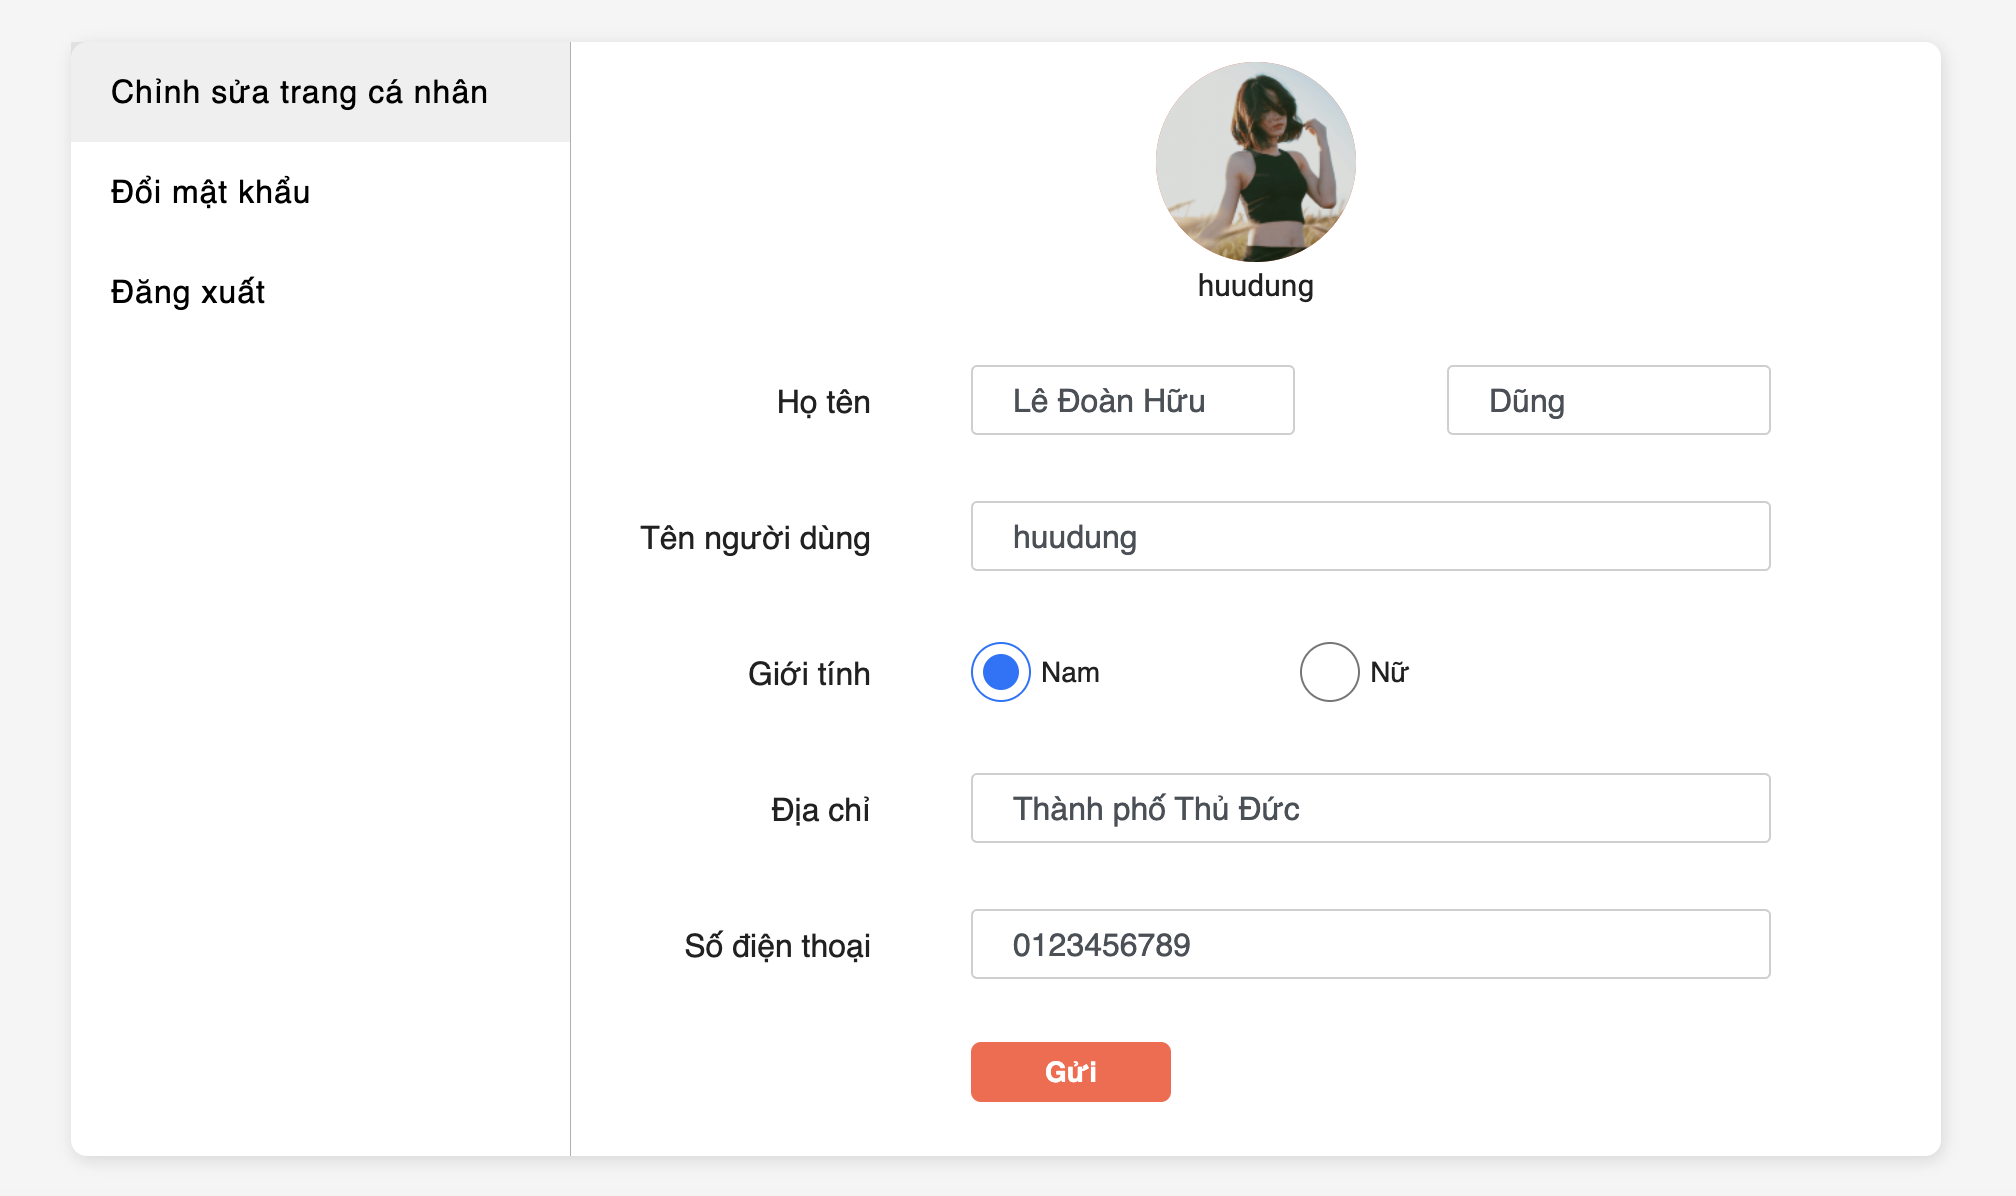 Chỉnh sửa trang cá nhân
Đổi mật khẩu
Đăng xuất
huudung
Họ tên
Lê Đoàn Hữu
Dũng
Tên người dùng
huudung
Giới tính
Nam
Nữ
Địa chỉ
Thành phố Thủ Đức
Số điện thoại
0123456789
Gửi